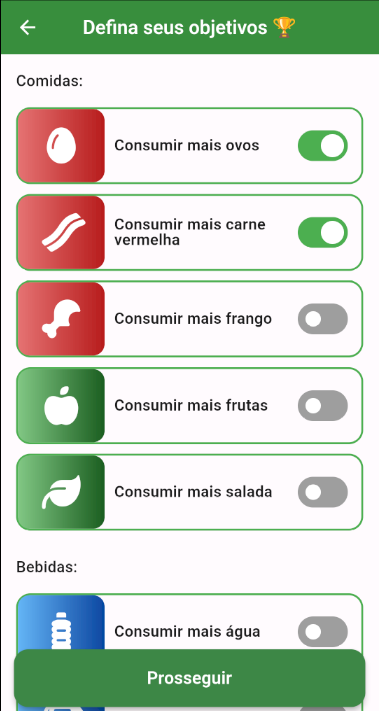 Defina seus objetivos 🏆
Comidas:
Consumir mais ovos
Consumir mais carne
vermelha
Consumir mais frango
Consumir mais frutas
Consumir mais salada
Bebidas:
Consumir mais água
Prosseguir